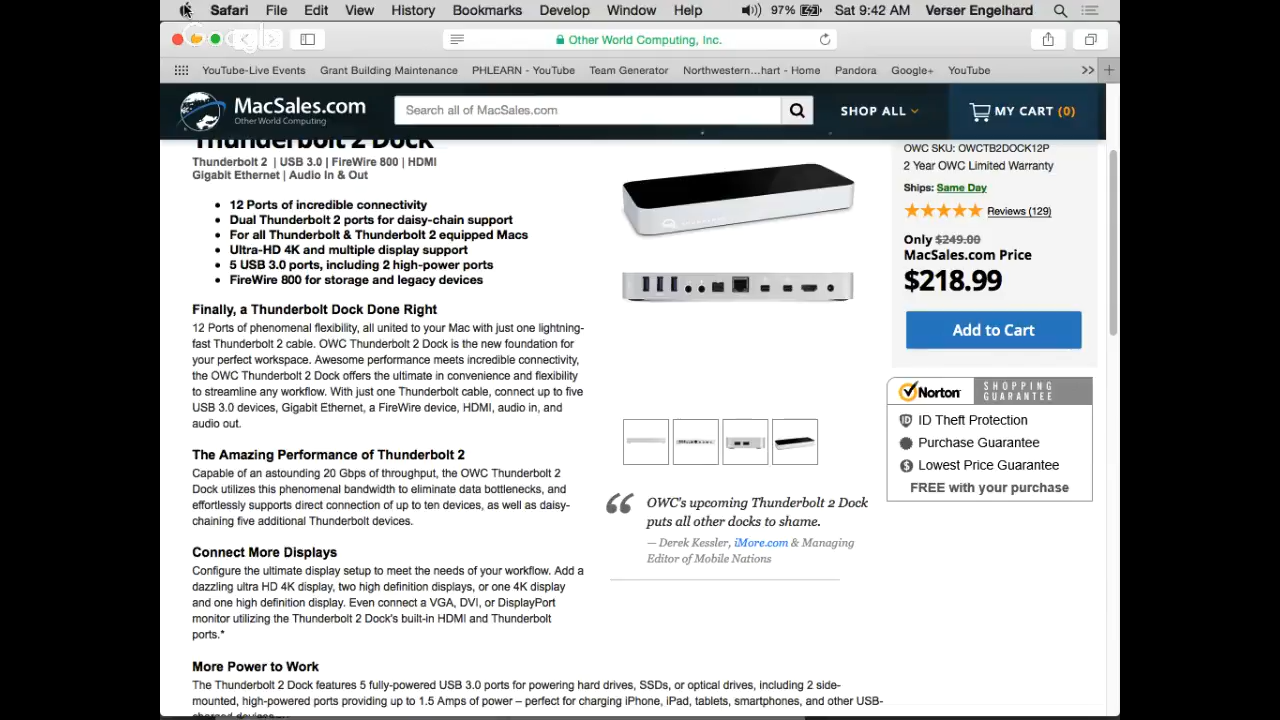 Safari File Edit View History Bookmarks Develop Window Help 97% Sat 9:42 AM Verser Engelhard
Other World Computing, Inc.
YouTube-Live Events Grant Building Maintenance PHLEARN - YouTube Team Generator Northwestern...hart - Home Pandora Google+ YouTube >> +
MacSales.com
Other World Computing
Search all of MacSales.com
SHOP ALL
MY CART (0)
Thunderbolt 2 Dock
Thunderbolt 2 | USB 3.0 | FireWire 800 | HDMI
Gigabit Ethernet | Audio In & Out
• 12 Ports of incredible connectivity
• Dual Thunderbolt 2 ports for daisy-chain support
• For all Thunderbolt & Thunderbolt 2 equipped Macs
• Ultra-HD 4K and multiple display support
• 5 USB 3.0 ports, including 2 high-power ports
• FireWire 800 for storage and legacy devices
Finally, a Thunderbolt Dock Done Right
12 Ports of phenomenal flexibility, all united to your Mac with just one lightning-
fast Thunderbolt 2 cable. OWC Thunderbolt 2 Dock is the new foundation for
your perfect workspace. Awesome performance meets incredible connectivity,
the OWC Thunderbolt 2 Dock offers the ultimate in convenience and flexibility
to streamline any workflow. With just one Thunderbolt cable, connect up to five
USB 3.0 devices, Gigabit Ethernet, a FireWire device, HDMI, audio in, and
audio out.
The Amazing Performance of Thunderbolt 2
Capable of an astounding 20 Gbps of throughput, the OWC Thunderbolt 2
Dock utilizes this phenomenal bandwidth to eliminate data bottlenecks, and
effortlessly supports direct connection of up to ten devices, as well as daisy-
chaining five additional Thunderbolt devices.
Connect More Displays
Configure the ultimate display setup to meet the needs of your workflow. Add a
dazzling ultra HD 4K display, two high definition displays, or one 4K display
and one high definition display. Even connect a VGA, DVI, or DisplayPort
monitor utilizing the Thunderbolt 2 Dock's built-in HDMI and Thunderbolt
ports.*
More Power to Work
The Thunderbolt 2 Dock features 5 fully-powered USB 3.0 ports for powering hard drives, SSDs, or optical drives, including 2 side-
mounted, high-powered ports providing up to 1.5 Amps of power – perfect for charging iPhone, iPad, tablets, smartphones, and other USB-
charged devices.
“ OWC's upcoming Thunderbolt 2 Dock
puts all other docks to shame.
— Derek Kessler, iMore.com & Managing
Editor of Mobile Nations
OWC SKU: OWCTB2DOCK12P
2 Year OWC Limited Warranty
Ships: Same Day
Reviews (129)
Only $249.00
MacSales.com Price
$218.99
Add to Cart
Norton SHOPPING
GUARANTEE
ID Theft Protection
Purchase Guarantee
Lowest Price Guarantee
FREE with your purchase